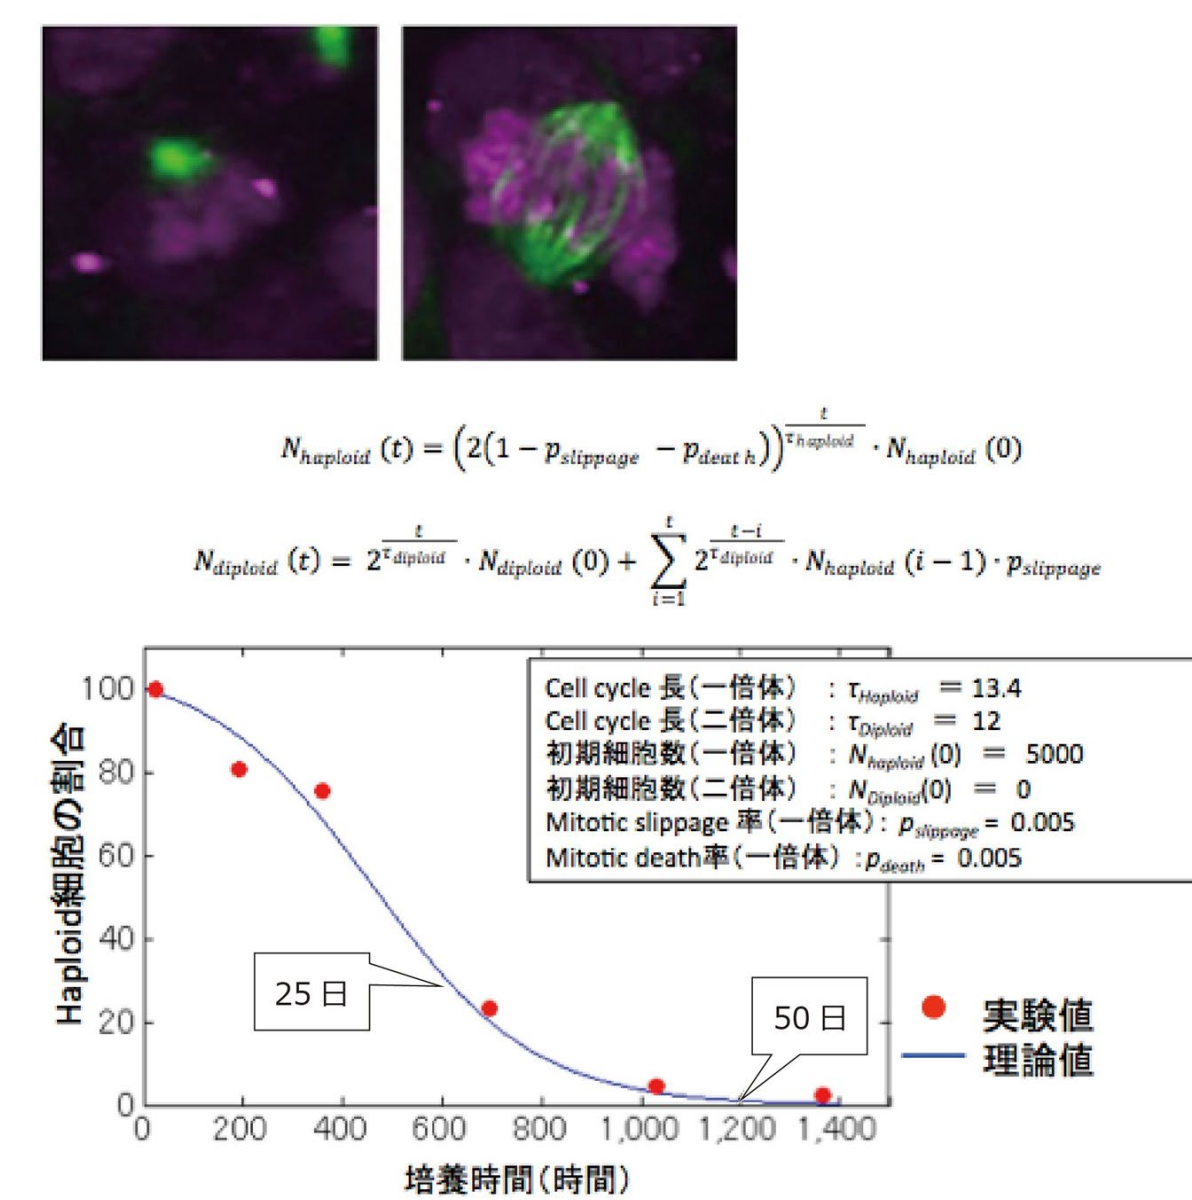 N_haploid (t) = (2(1 − p_slippage − p_death))^(t/τ_haploid) · N_haploid (0)
N_diploid (t) = 2^(t/τ_diploid) · N_diploid (0) + ∑_{i=1}^{t} 2^((t−i)/τ_diploid) · N_haploid (i − 1) · p_slippage
Cell cycle 長(一倍体) : τ_Haploid = 13.4
Cell cycle 長(二倍体) : τ_Diploid = 12
初期細胞数(一倍体) : N_haploid(0) = 5000
初期細胞数(二倍体) : N_Diploid(0) = 0
Mitotic slippage 率(一倍体): p_slippage = 0.005
Mitotic death率(一倍体) :p_death = 0.005
Haploid細胞の割合
100
80
60
40
20
0
25 日
50 日
実験値
理論値
0 200 400 600 800 1,000 1,200 1,400
培養時間(時間)